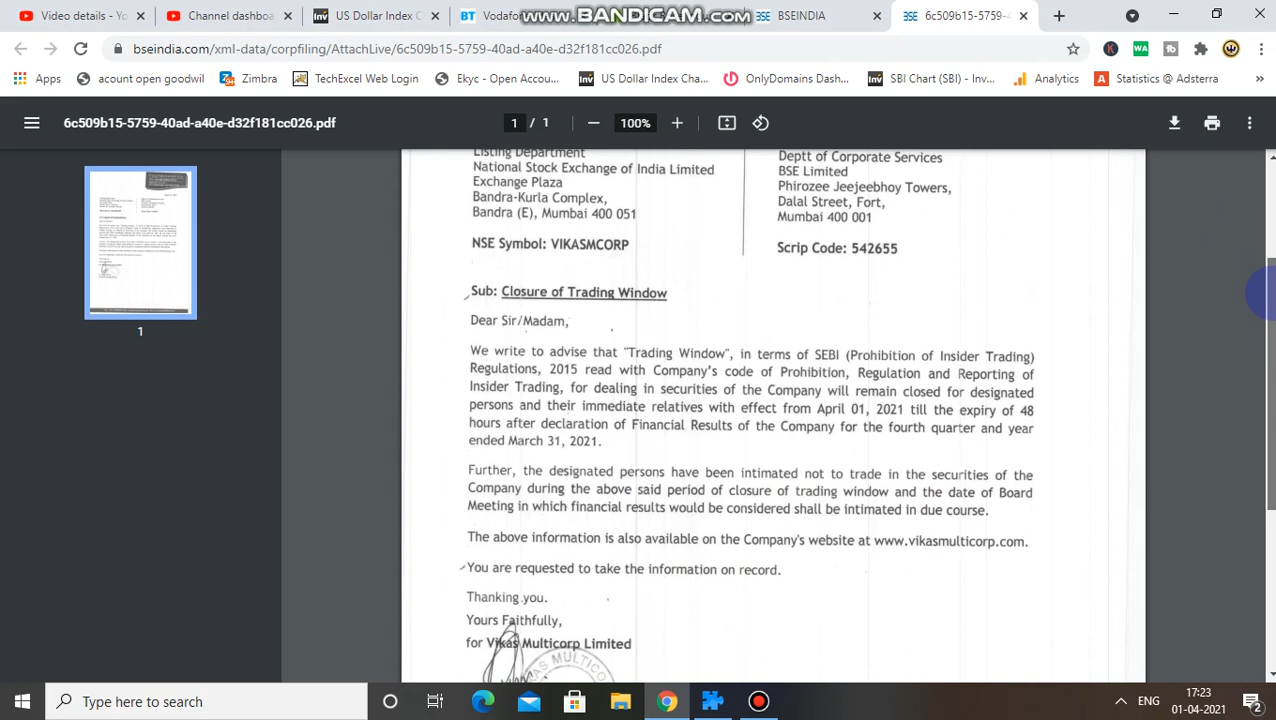 Video details - Yo
Channel dashboa
US Dollar Index C
Vodafo
WWW.BANDICAM.COM
BSEINDIA
6c509b15-5759-4
bseindia.com/xml-data/corpfiling/AttachLive/6c509b15-5759-40ad-a40e-d32f181cc026.pdf
Apps
acount open goodwil
Zimbra
TechExcel Web Login
Ekyc - Open Accou...
US Dollar Index Cha...
OnlyDomains Dash...
SBI Chart (SBI) - Inv...
Analytics
Statistics @ Adsterra
6c509b15-5759-40ad-a40e-d32f181cc026.pdf
1 / 1
100%
Listing Department
National Stock Exchange of India Limited
Exchange Plaza
Bandra-Kurla Complex,
Bandra (E), Mumbai 400 051
NSE Symbol: VIKASMCORP
Deptt of Corporate Services
BSE Limited
Phirozee Jeejeebhoy Towers,
Dalal Street, Fort,
Mumbai 400 001
Scrip Code: 542655
Sub: Closure of Trading Window
Dear Sir/Madam,
We write to advise that "Trading Window", in terms of SEBI (Prohibition of Insider Trading)
Regulations, 2015 read with Company's code of Prohibition, Regulation and Reporting of
Insider Trading, for dealing in securities of the Company will remain closed for designated
persons and their immediate relatives with effect from April 01, 2021 till the expiry of 48
hours after declaration of Financial Results of the Company for the fourth quarter and year
ended March 31, 2021.
Further, the designated persons have been intimated not to trade in the securities of the
Company during the above said period of closure of trading window and the date of Board
Meeting in which financial results would be considered shall be intimated in due course.
The above information is also available on the Company's website at www.vikasmulticorp.com.
You are requested to take the information on record.
Thanking you.
Yours Faithfully,
for Vikas Multicorp Limited
1
Type here to search
ENG
17:23
01-04-2021
2